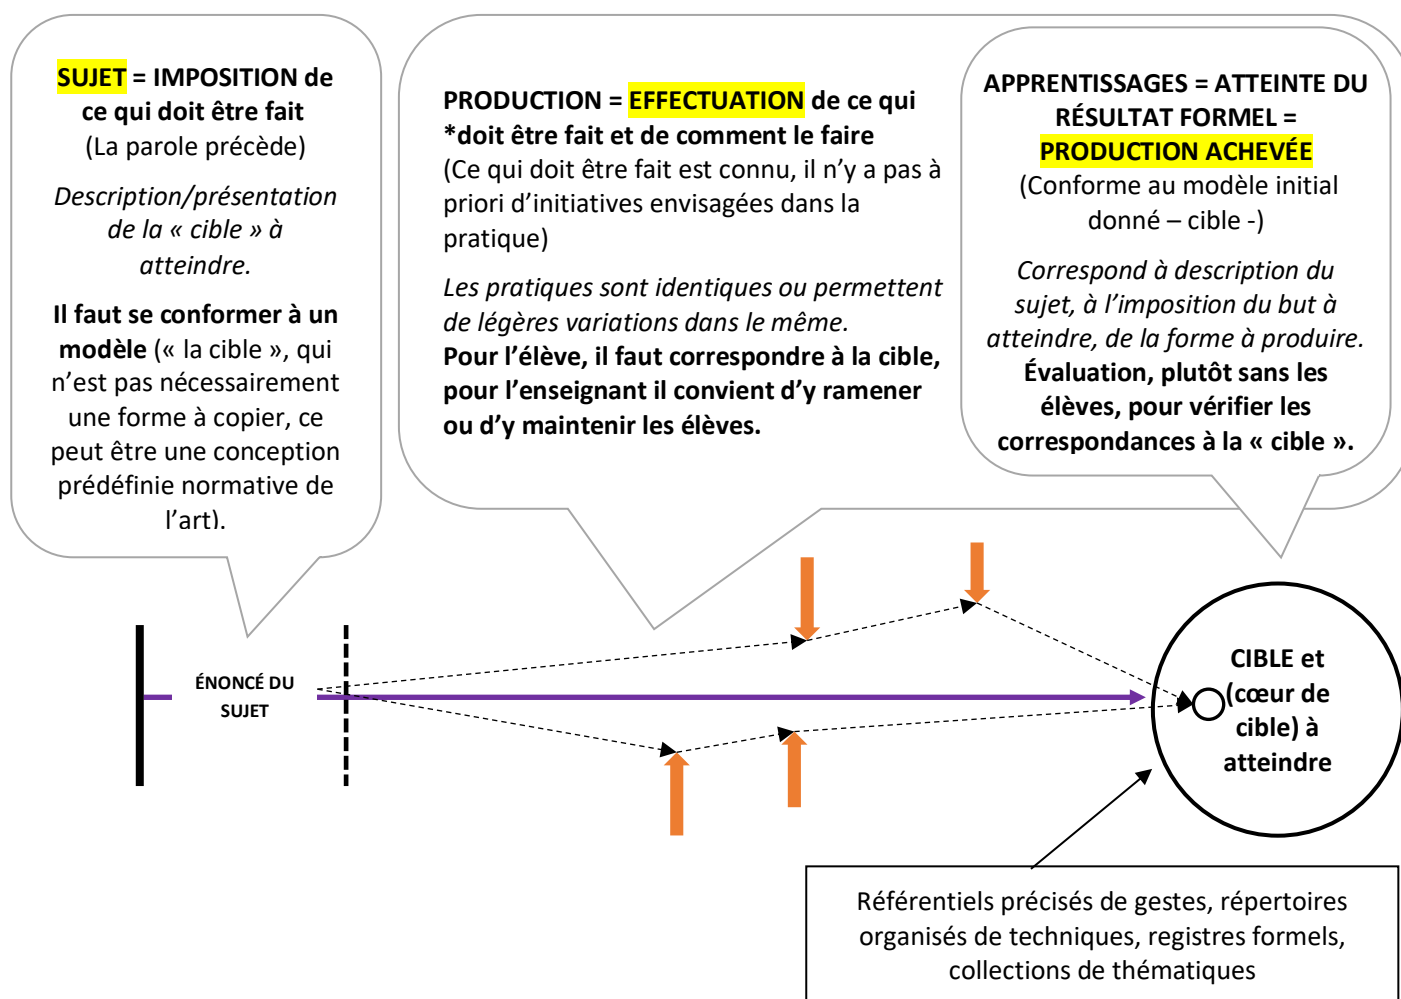 SUJET = IMPOSITION de
ce qui doit être fait
(La parole précède)
Description/présentation
de la « cible » à
atteindre.
Il faut se conformer à un
modèle (« la cible », qui
n’est pas nécessairement
une forme à copier, ce
peut être une conception
prédéfinie normative de
l’art).
PRODUCTION = EFFECTUATION de ce qui
*doit être fait et de comment le faire
(Ce qui doit être fait est connu, il n’y a pas à
priori d’initiatives envisagées dans la
pratique)
Les pratiques sont identiques ou permettent
de légères variations dans le même.
Pour l’élève, il faut correspondre à la cible,
pour l’enseignant il convient d’y ramener
ou d’y maintenir les élèves.
APPRENTISSAGES = ATTEINTE DU
RÉSULTAT FORMEL =
PRODUCTION ACHEVÉE
(Conforme au modèle initial
donné – cible -)
Correspond à description du
sujet, à l’imposition du but à
atteindre, de la forme à produire.
Évaluation, plutôt sans les
élèves, pour vérifier les
correspondances à la « cible ».
ÉNONCÉ DU
SUJET
CIBLE et
(cœur de
cible) à
atteindre
Référentiels précisés de gestes, répertoires
organisés de techniques, registres formels,
collections de thématiques